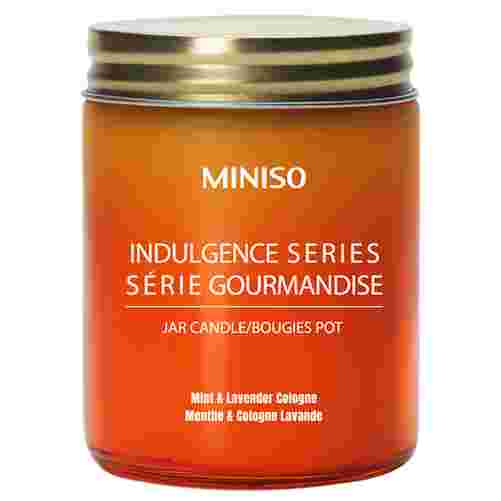 MINISO
INDULGENCE SERIES
SÉRIE GOURMANDISE
JAR CANDLE/BOUGIES POT
Mint & Lavender Cologne
Menthe & Cologne Lavande